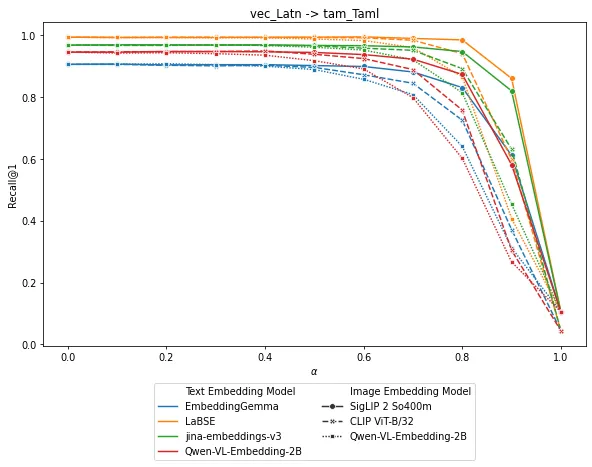 vec_Latn -> tam_Taml
1.0
0.8
0.6
0.4
0.2
0.0
Recall@1
0.0 0.2 0.4 0.6 0.8 1.0
α
Text Embedding Model
EmbeddingGemma
LaBSE
jina-embeddings-v3
Qwen-VL-Embedding-2B
Image Embedding Model
SigLIP 2 So400m
CLIP ViT-B/32
Qwen-VL-Embedding-2B